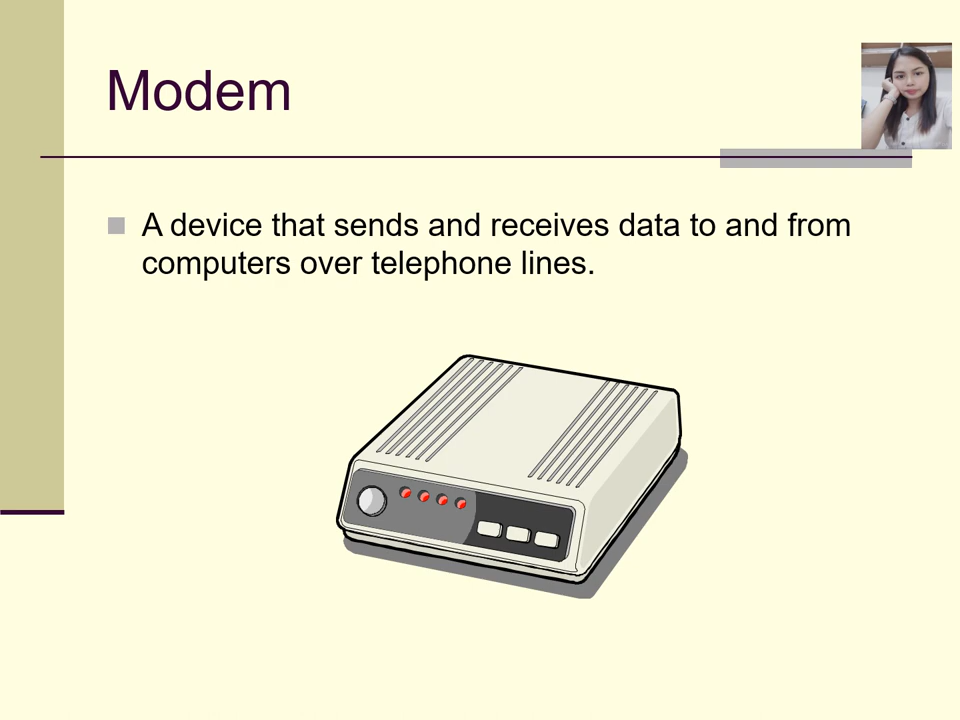 Modem
A device that sends and receives data to and from
computers over telephone lines.